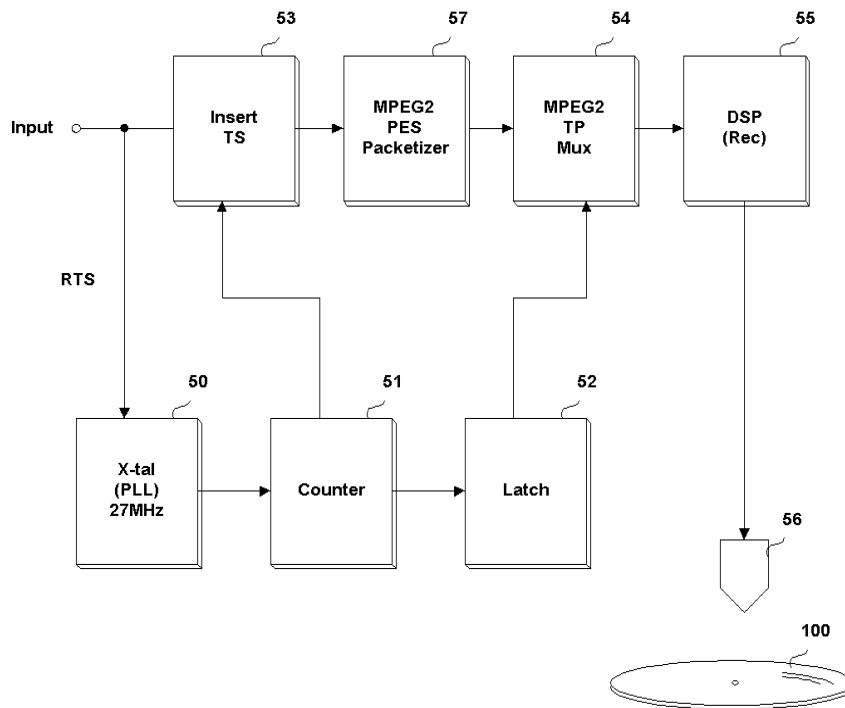 53
57
54
55
Input
Insert
TS
MPEG2
PES
Packetizer
MPEG2
TP
Mux
DSP
(Rec)
RTS
50
51
52
X-tal
(PLL)
27MHz
Counter
Latch
56
100